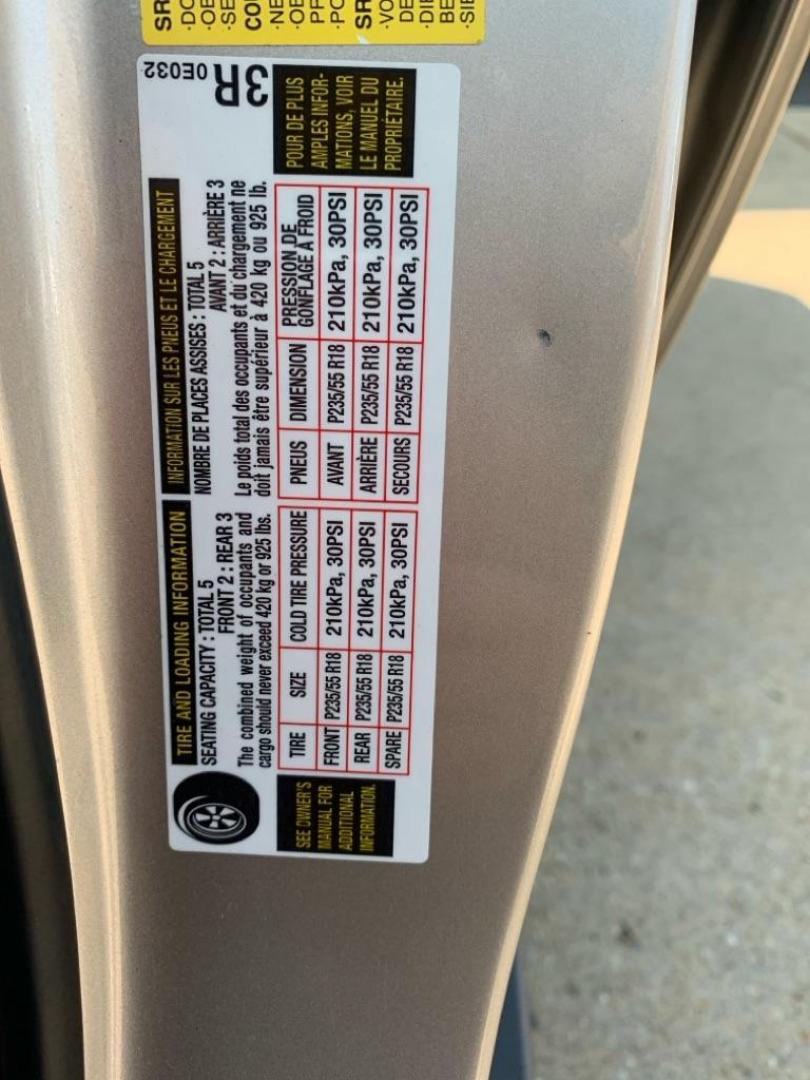 TIRE AND LOADING INFORMATION
SEATING CAPACITY : TOTAL 5
FRONT 2 : REAR 3
The combined weight of occupants and
cargo should never exceed 420 kg or 925 lbs.
TIRE SIZE COLD TIRE PRESSURE
FRONT P235/55 R18 210kPa, 30PSI
REAR P235/55 R18 210kPa, 30PSI
SPARE P235/55 R18 210kPa, 30PSI
SEE OWNER'S
MANUAL FOR
ADDITIONAL
INFORMATION.
INFORMATION SUR LES PNEUS ET LE CHARGEMENT
NOMBRE DE PLACES ASSISES : TOTAL 5
AVANT 2 : ARRIÈRE 3
Le poids total des occupants et du chargement ne
doit jamais être supérieur à 420 kg ou 925 lb.
PNEUS DIMENSION PRESSION DE
GONFLAGE À FROID
AVANT P235/55 R18 210kPa, 30PSI
ARRIÈRE P235/55 R18 210kPa, 30PSI
SECOURS P235/55 R18 210kPa, 30PSI
POUR DE PLUS
AMPLES INFOR-
MATIONS, VOIR
LE MANUEL DU
PROPRIÉTAIRE.
0E032
3R
SR